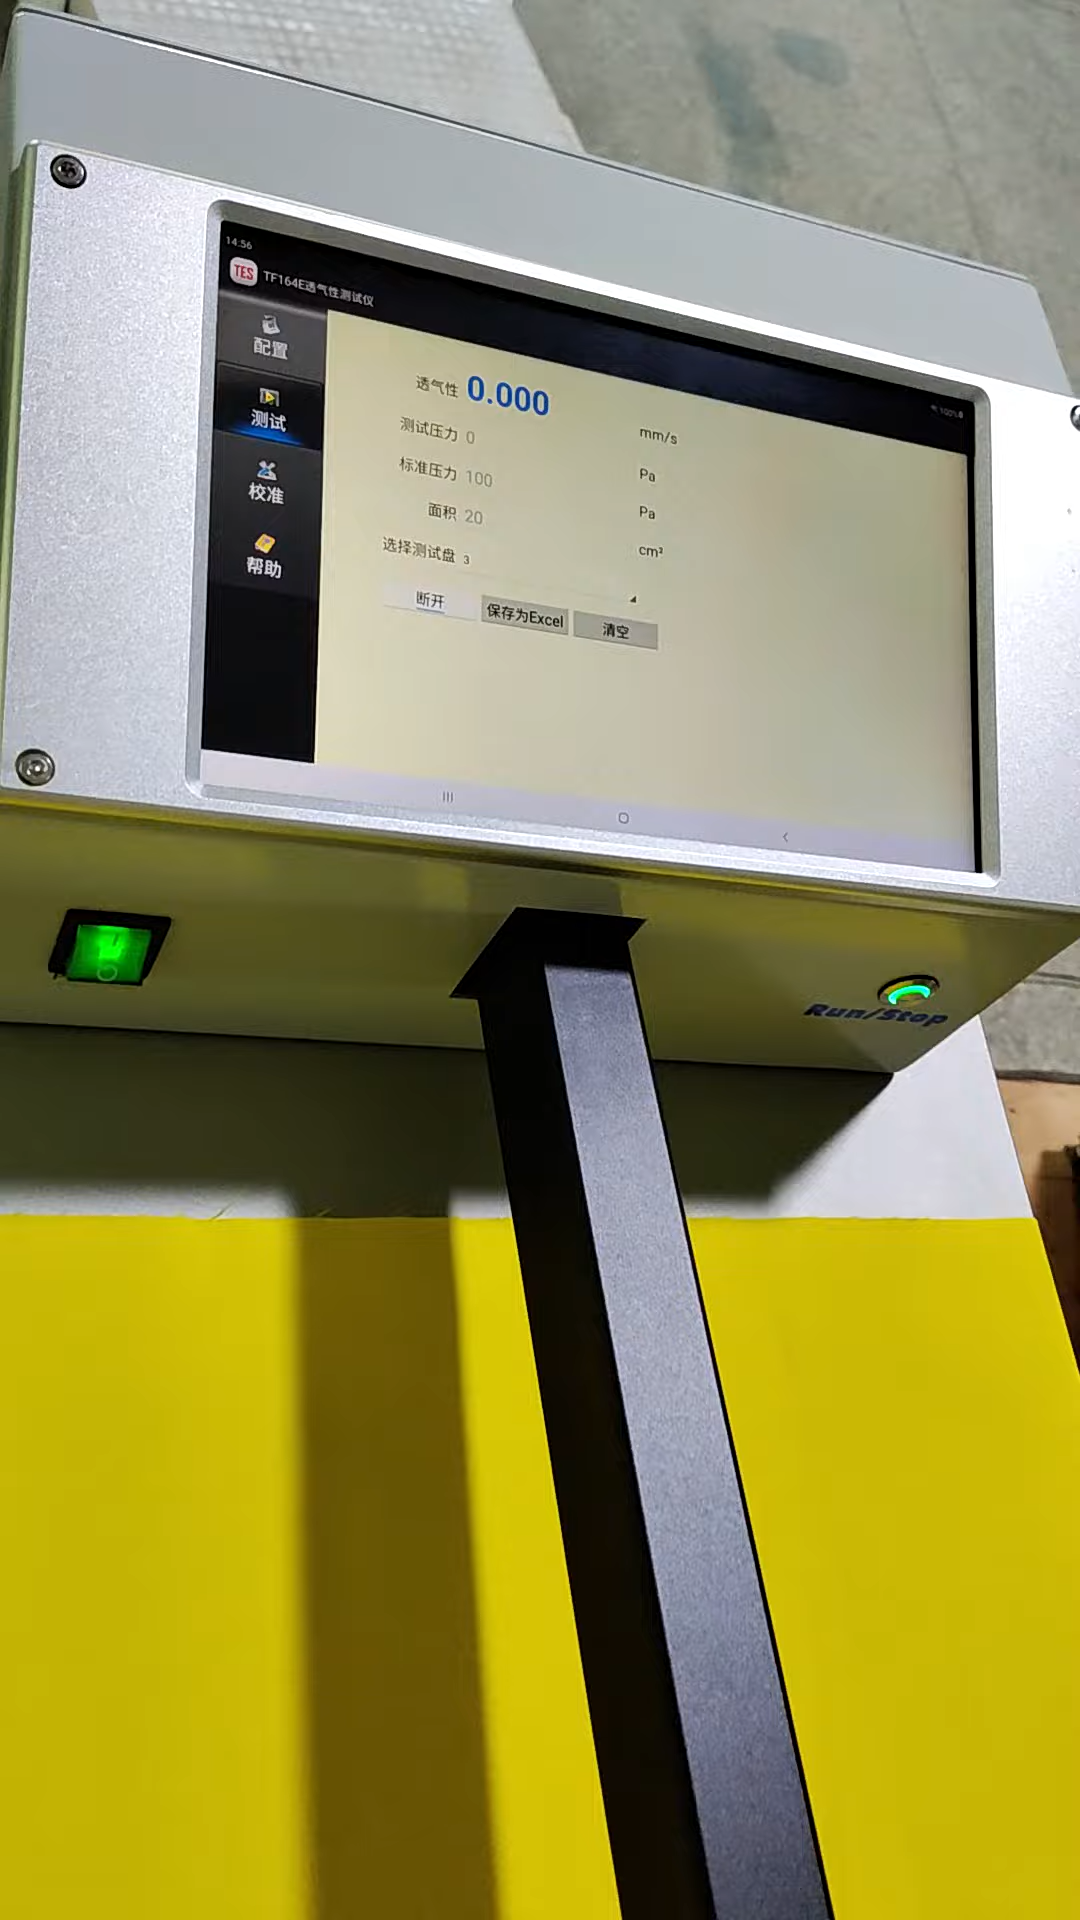 14:56
TES TF164E透气性测试仪
100%
配置
测试
校准
帮助
透气性 0.000 mm/s
测试压力 0 Pa
标准压力 100 Pa
面积 20 cm²
选择测试盘 3
断开 保存为Excel 清空
Run/Stop